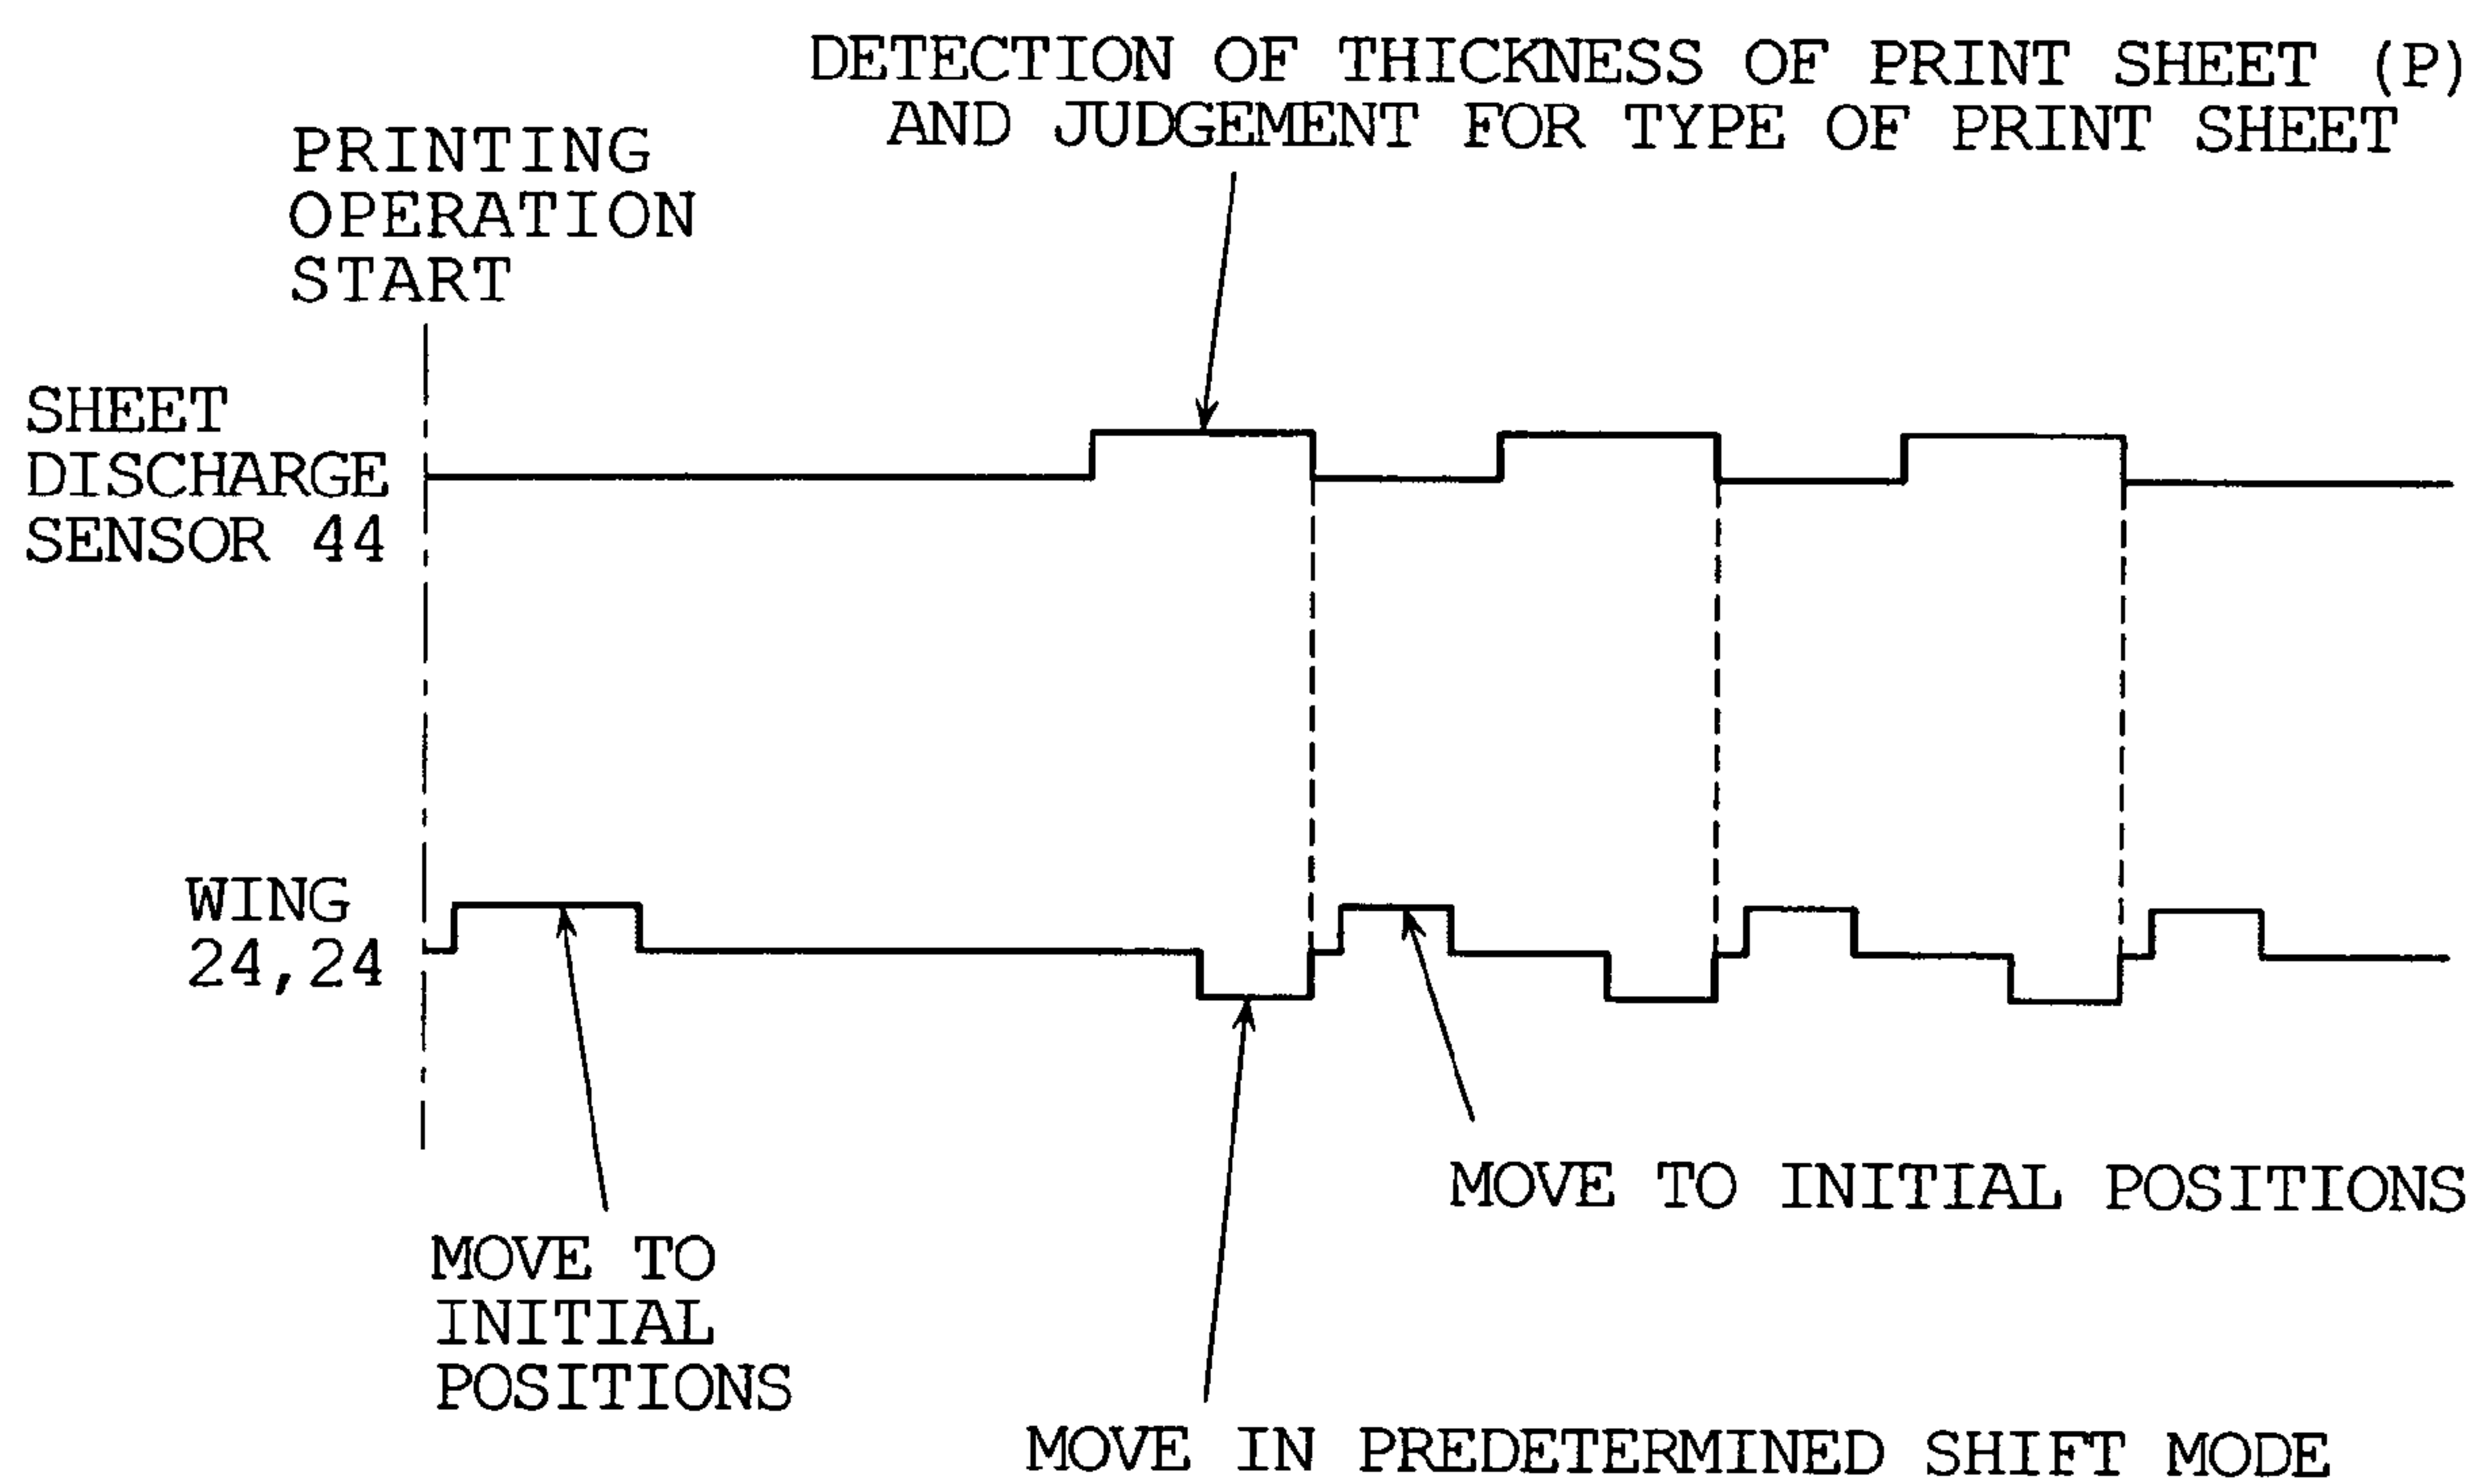 DETECTION OF THICKNESS OF PRINT SHEET (P)
AND JUDGEMENT FOR TYPE OF PRINT SHEET
PRINTING
OPERATION
START
SHEET
DISCHARGE
SENSOR 44
WING
24,24
MOVE TO INITIAL POSITIONS
MOVE TO
INITIAL
POSITIONS
MOVE IN PREDETERMINED SHIFT MODE